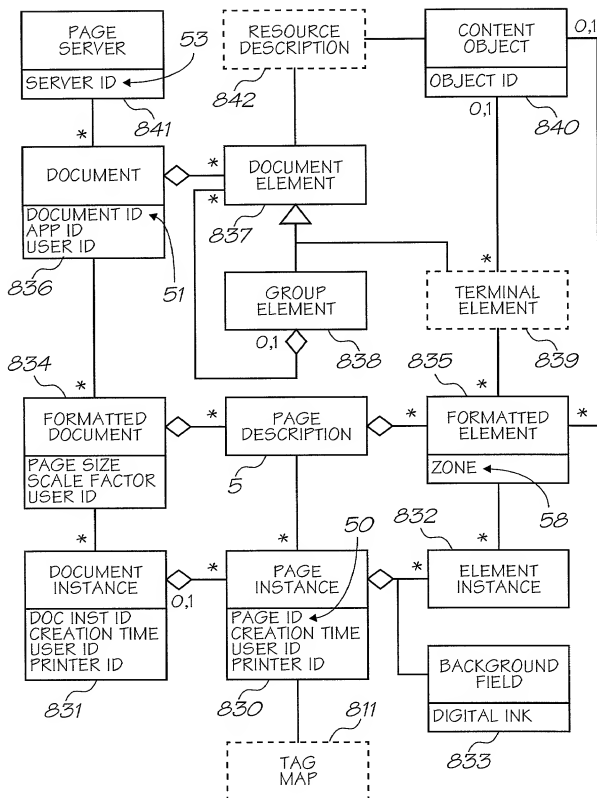 PAGE
SERVER
SERVER ID
53
841
*
RESOURCE
DESCRIPTION
842
CONTENT
OBJECT
OBJECT ID
0,1
0,1
840
DOCUMENT
DOCUMENT ID
APP ID
USER ID
836
51
*
DOCUMENT
ELEMENT
*
837
GROUP
ELEMENT
0,1
838
*
TERMINAL
ELEMENT
839
834
*
FORMATTED
DOCUMENT
PAGE SIZE
SCALE FACTOR
USER ID
*
PAGE
DESCRIPTION
5
835
*
*
FORMATTED
ELEMENT
*
ZONE
58
*
DOCUMENT
INSTANCE
0,1
DOC INST ID
CREATION TIME
USER ID
PRINTER ID
831
50
*
*
PAGE
INSTANCE
PAGE ID
CREATION TIME
USER ID
PRINTER ID
830
832
*
*
ELEMENT
INSTANCE
BACKGROUND
FIELD
DIGITAL INK
833
811
TAG
MAP